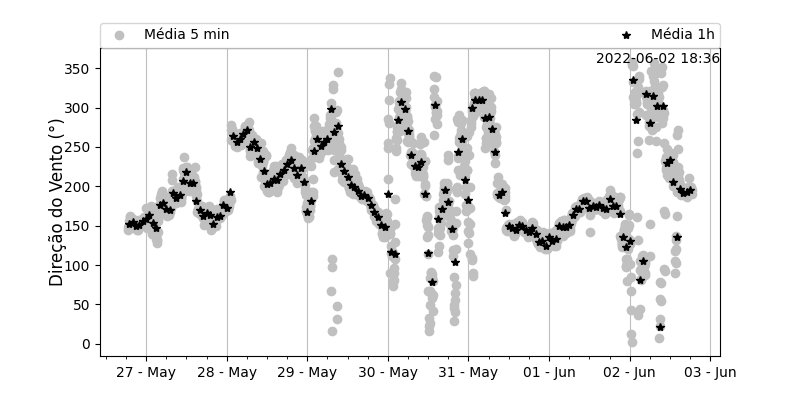 Média 5 min
Média 1h
2022-06-02 18:36
Direção do Vento (°)
350
300
250
200
150
100
50
0
27 - May
28 - May
29 - May
30 - May
31 - May
01 - Jun
02 - Jun
03 - Jun